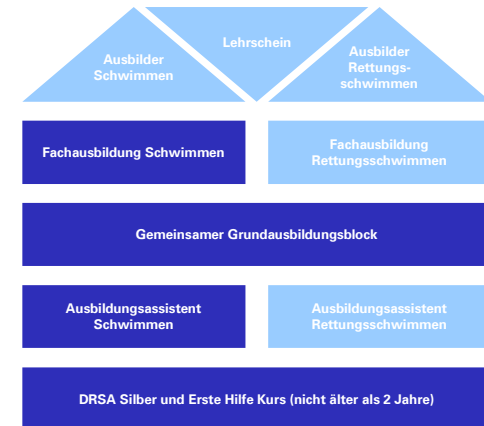 Ausbilder
Schwimmen
Lehrschein
Ausbilder
Rettungs-
schwimmen
Fachausbildung Schwimmen
Fachausbildung
Rettungsschwimmen
Gemeinsamer Grundausbildungsblock
Ausbildungsassistent
Schwimmen
Ausbildungsassistent
Rettungsschwimmen
DRSA Silber und Erste Hilfe Kurs (nicht älter als 2 Jahre)